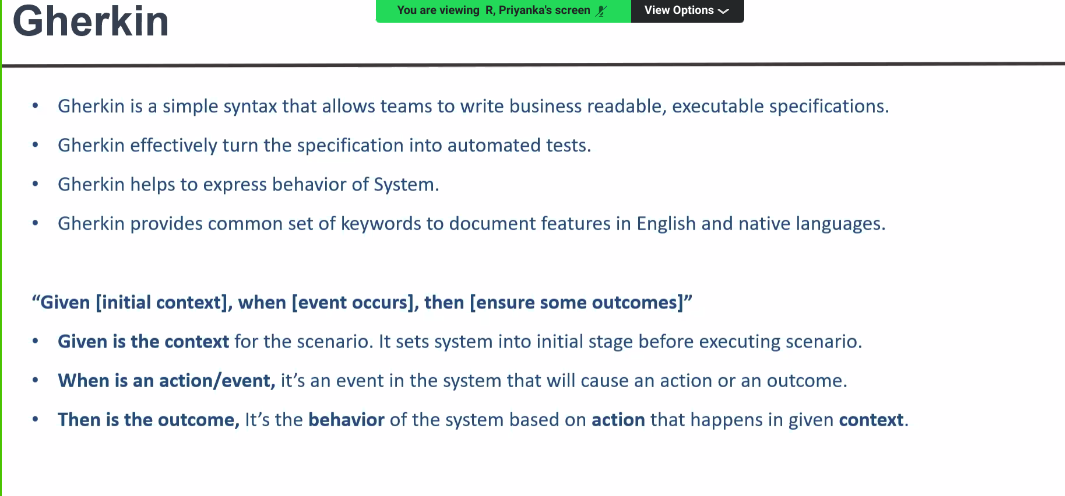 You are viewing R, Priyanka's screen View Options
Gherkin
• Gherkin is a simple syntax that allows teams to write business readable, executable specifications.
• Gherkin effectively turn the specification into automated tests.
• Gherkin helps to express behavior of System.
• Gherkin provides common set of keywords to document features in English and native languages.
“Given [initial context], when [event occurs], then [ensure some outcomes]”
• Given is the context for the scenario. It sets system into initial stage before executing scenario.
• When is an action/event, it’s an event in the system that will cause an action or an outcome.
• Then is the outcome, It’s the behavior of the system based on action that happens in given context.